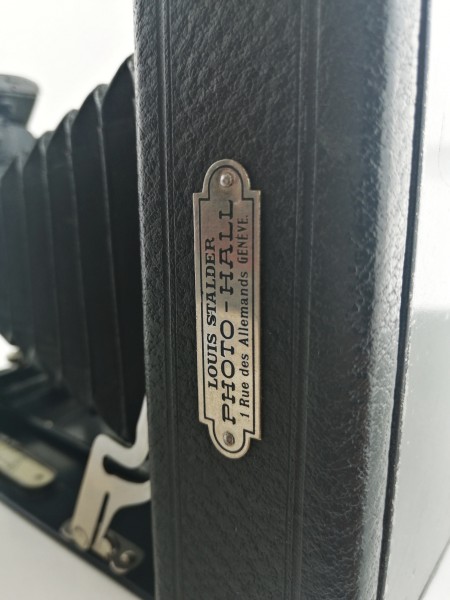 LOUIS STALDER
PHOTO-HALL
1 Rue des Allemands GENÈVE.